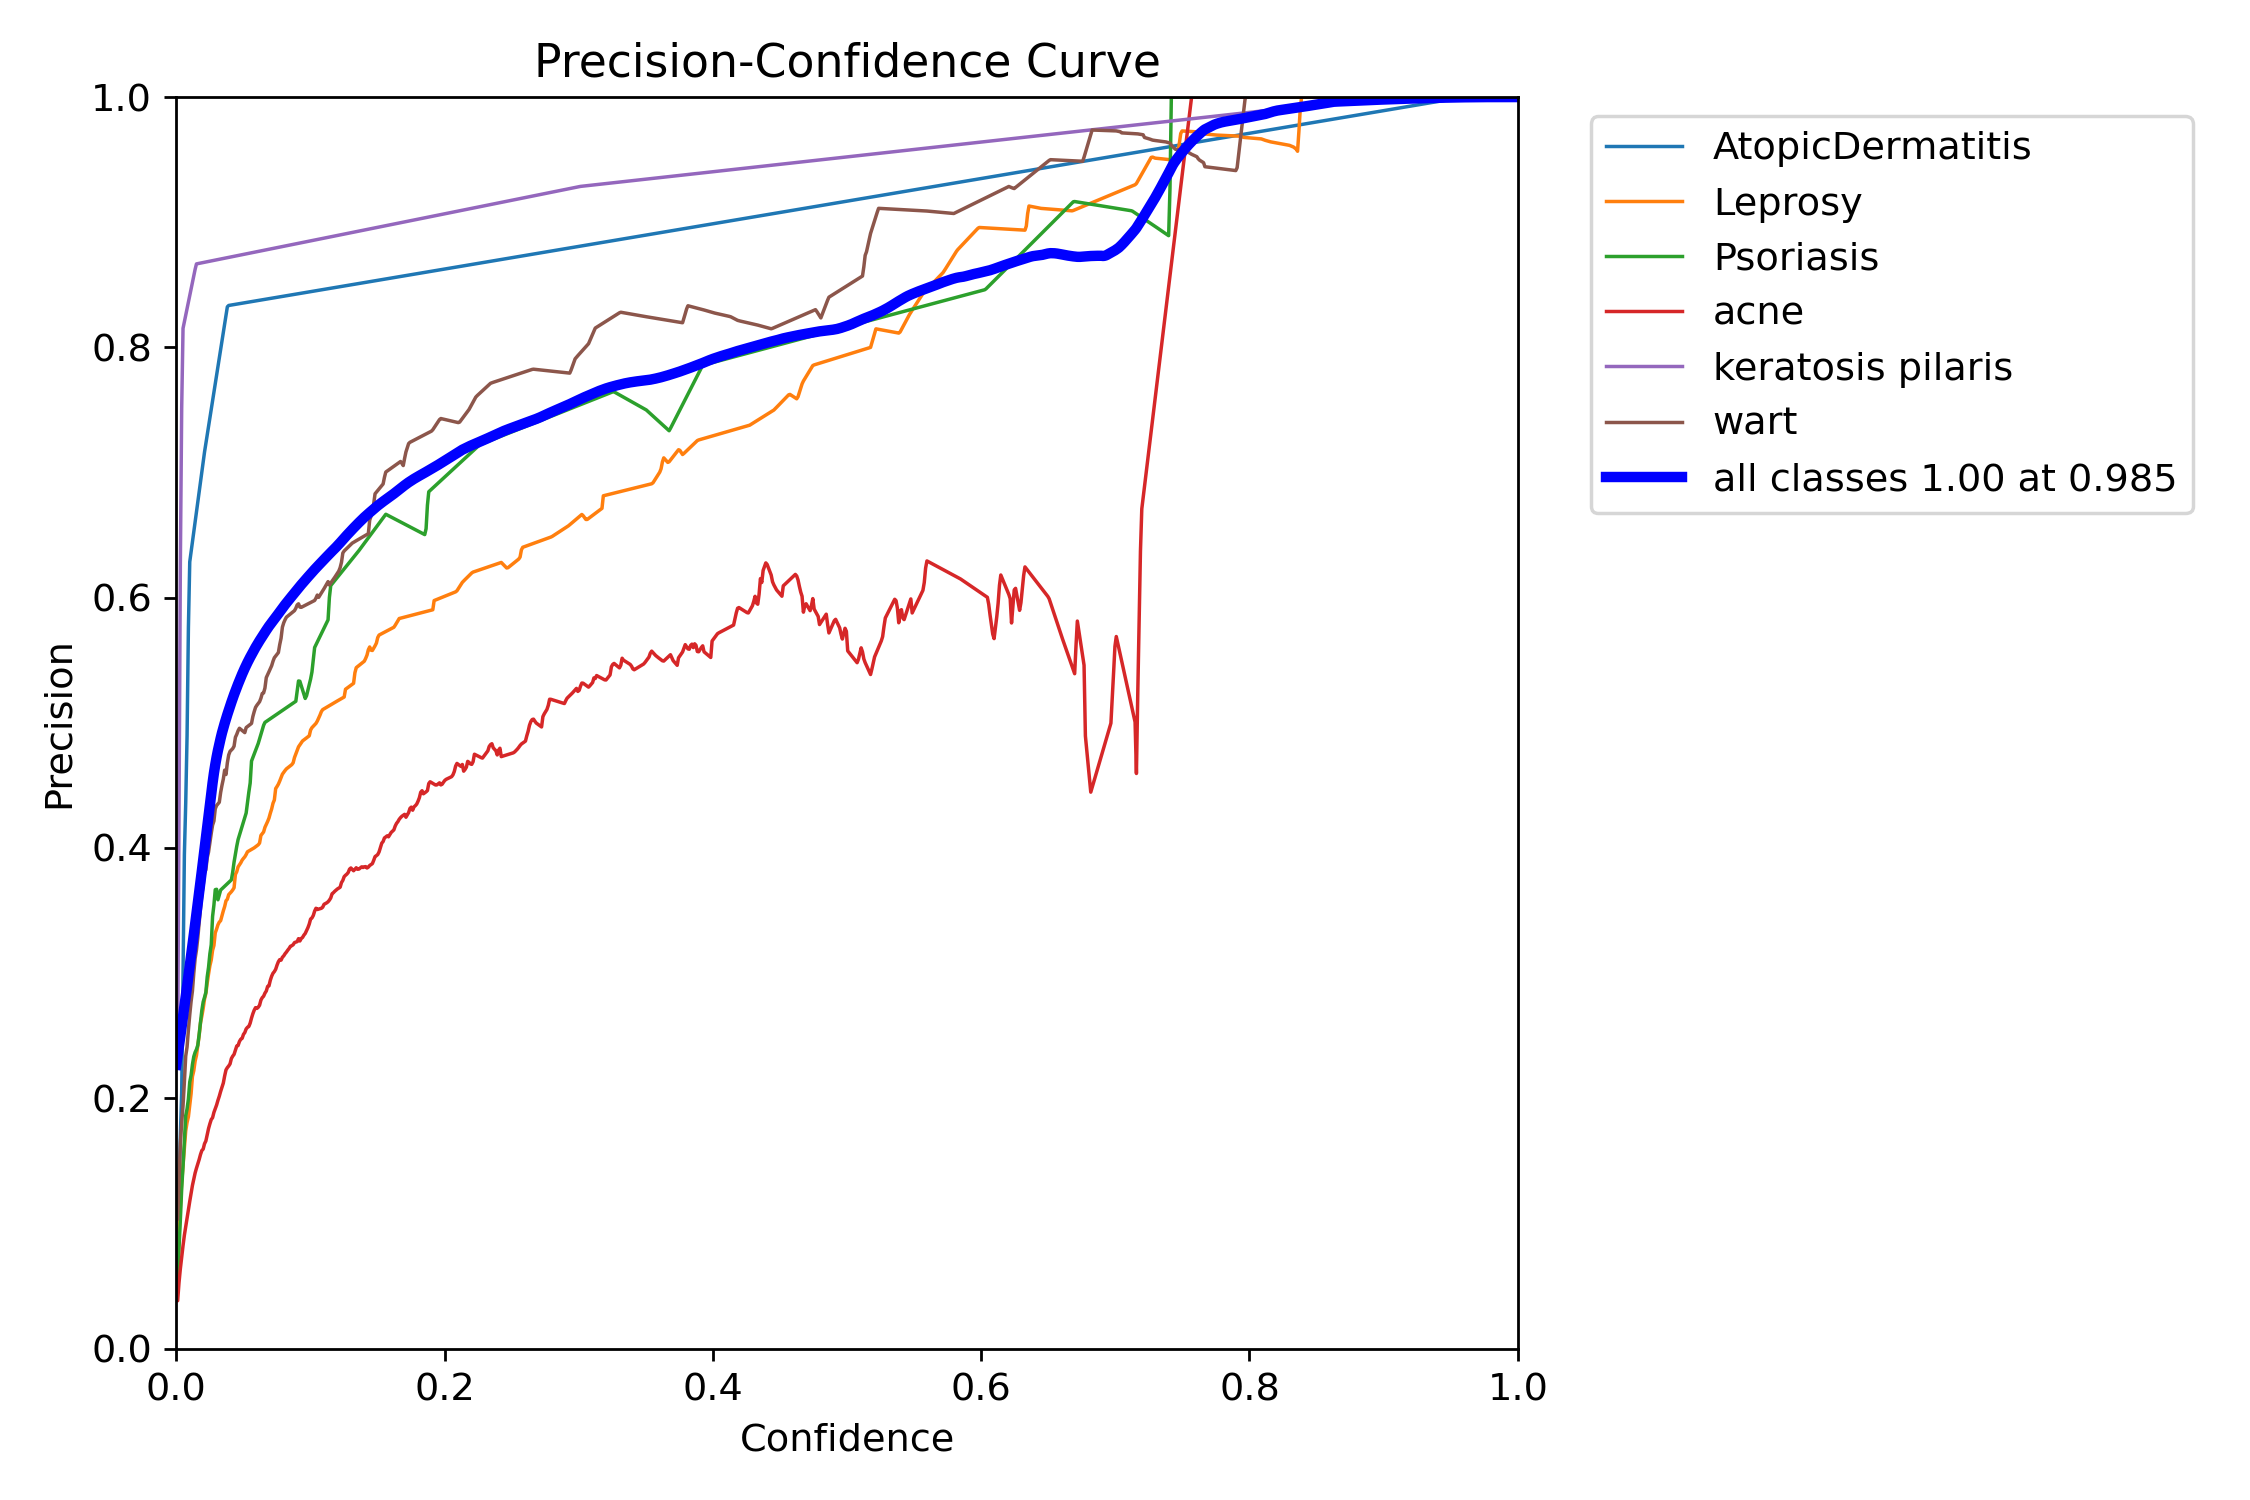 Precision-Confidence Curve
1.0
0.8
0.6
0.4
0.2
0.0
Precision
0.0 0.2 0.4 0.6 0.8 1.0
Confidence
AtopicDermatitis
Leprosy
Psoriasis
acne
keratosis pilaris
wart
all classes 1.00 at 0.985